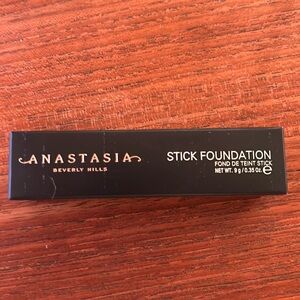 ANASTASIA
BEVERLY HILLS
STICK FOUNDATION
FOND DE TEINT STICK
NET WT. 9 g / 0.35 Oz. ℮